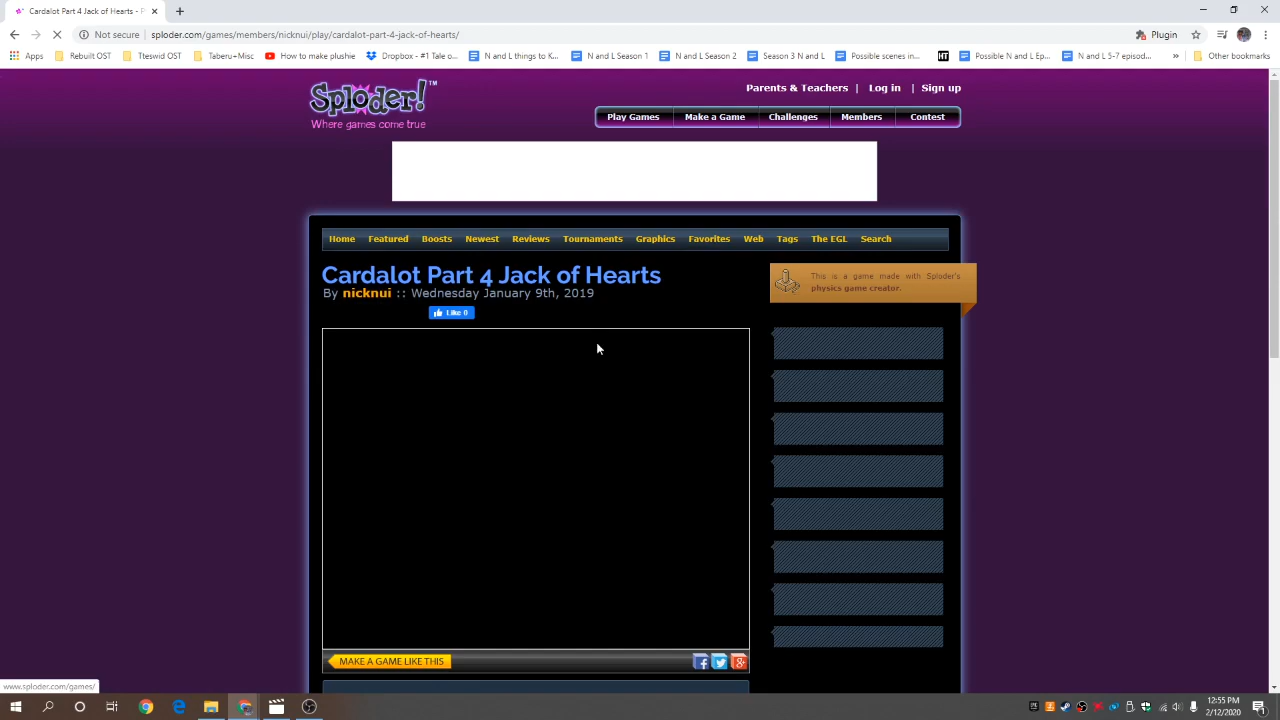 Cardalot Part 4 Jack of Hearts - P
Not secure | sploder.com/games/members/nicknui/play/cardalot-part-4-jack-of-hearts/
Plugin
Apps Rebuilt OST Tteswid OST Taberu+Misc How to make plushie Dropbox - #1 Tale o... N and L things to K... N and L Season 1 N and L Season 2 Season 3 N and L Possible scenes in... HT Possible N and L Ep... N and L 5-7 episod... » Other bookmarks
Sploder!™
Where games come true
Parents & Teachers | Log in | Sign up
Play Games Make a Game Challenges Members Contest
Home Featured Boosts Newest Reviews Tournaments Graphics Favorites Web Tags The EGL Search
Cardalot Part 4 Jack of Hearts
By nicknui :: Wednesday January 9th, 2019
Like 0
This is a game made with Sploder's
physics game creator.
MAKE A GAME LIKE THIS
www.sploder.com/games/
12:55 PM
2/12/2020